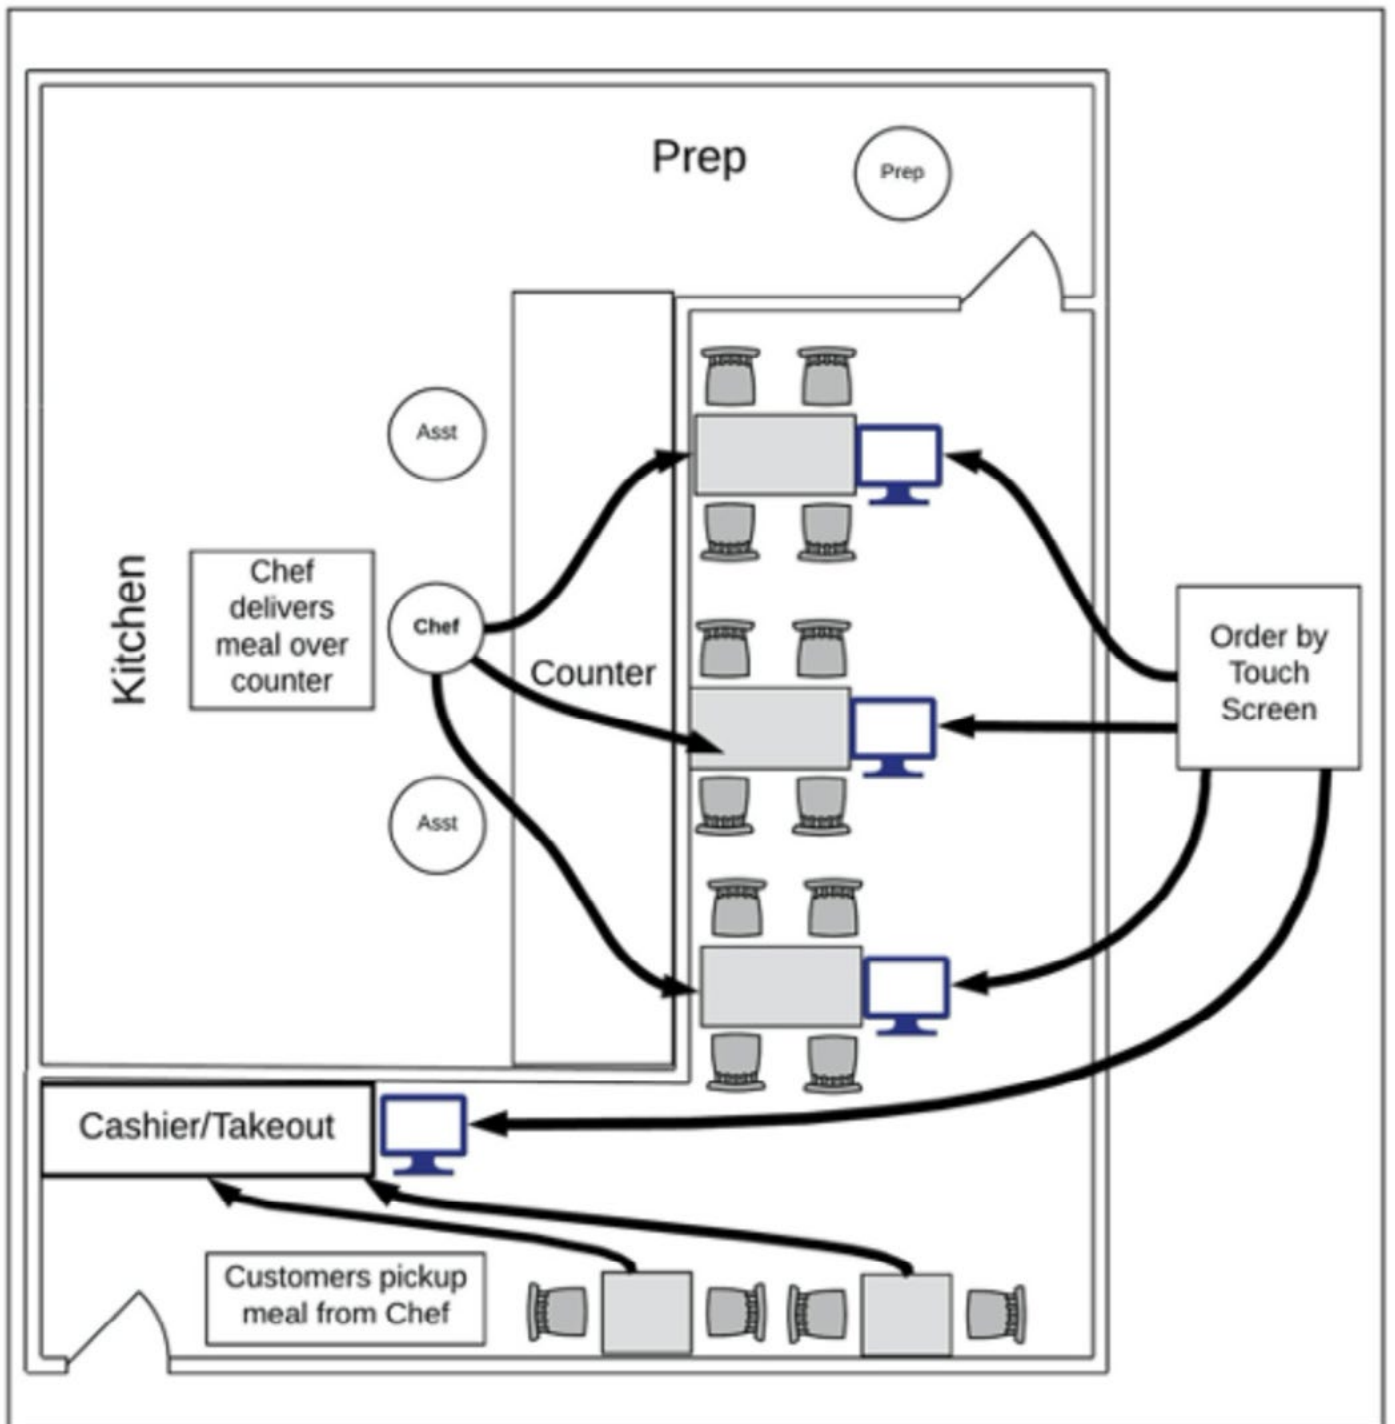 Prep
Prep
Asst
Kitchen
Chef
delivers
meal over
counter
Chef
Counter
Order by
Touch
Screen
Asst
Cashier/Takeout
Customers pickup
meal from Chef